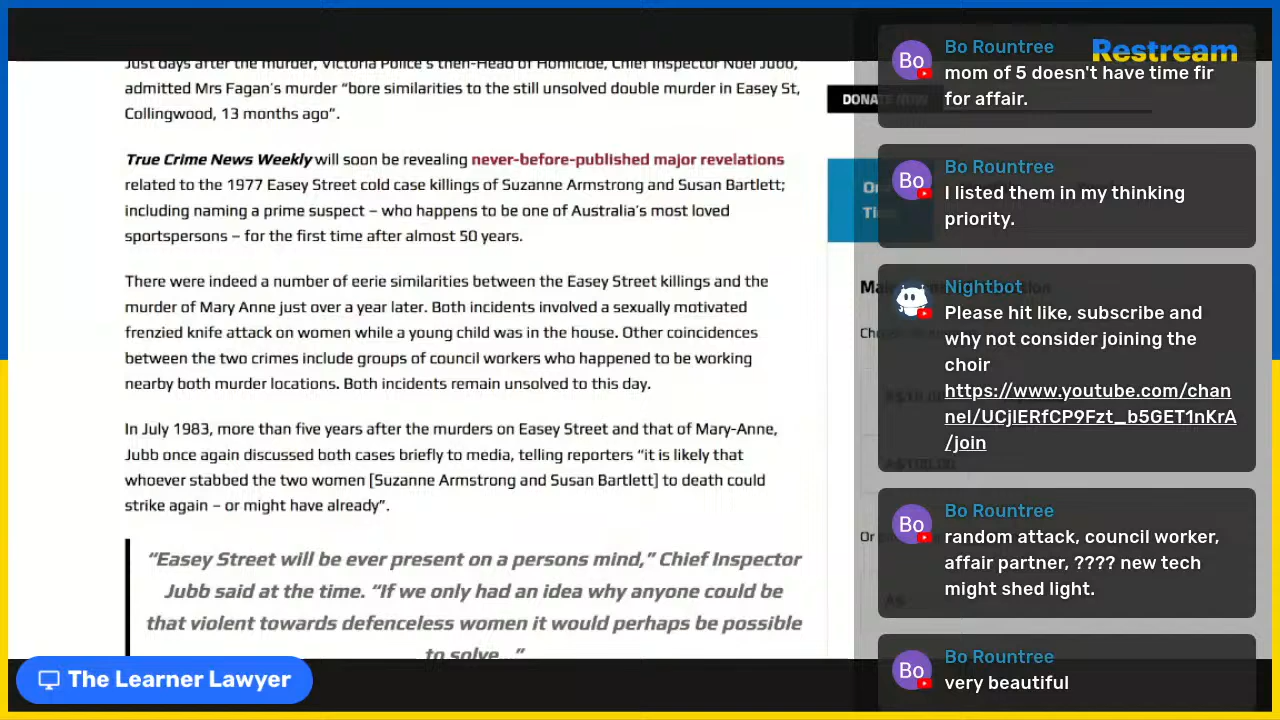 Just days after the murder, Victoria Police's then-Head of Homicide, Chief Inspector Noel Jubb,
admitted Mrs Fagan's murder “bore similarities to the still unsolved double murder in Easey St,
Collingwood, 13 months ago”.
True Crime News Weekly will soon be revealing never-before-published major revelations
related to the 1977 Easey Street cold case killings of Suzanne Armstrong and Susan Bartlett;
including naming a prime suspect – who happens to be one of Australia's most loved
sportspersons – for the first time after almost 50 years.
There were indeed a number of eerie similarities between the Easey Street killings and the
murder of Mary Anne just over a year later. Both incidents involved a sexually motivated
frenzied knife attack on women while a young child was in the house. Other coincidences
between the two crimes include groups of council workers who happened to be working
nearby both murder locations. Both incidents remain unsolved to this day.
In July 1983, more than five years after the murders on Easey Street and that of Mary-Anne,
Jubb once again discussed both cases briefly to media, telling reporters “it is likely that
whoever stabbed the two women [Suzanne Armstrong and Susan Bartlett] to death could
strike again – or might have already”.
“Easey Street will be ever present on a persons mind,” Chief Inspector
Jubb said at the time. “If we only had an idea why anyone could be
that violent towards defenceless women it would perhaps be possible
to solve...”
The Learner Lawyer
DONATE NOW
Restream
Bo Rountree
mom of 5 doesn't have time fir
for affair.
Bo Rountree
I listed them in my thinking
priority.
Nightbot
Please hit like, subscribe and
why not consider joining the
choir
https://www.youtube.com/chan
nel/UCjlERfCP9Fzt_b5GET1nKrA
/join
Bo Rountree
random attack, council worker,
affair partner, ???? new tech
might shed light.
Bo Rountree
very beautiful
Bo
Bo
Bo
Bo